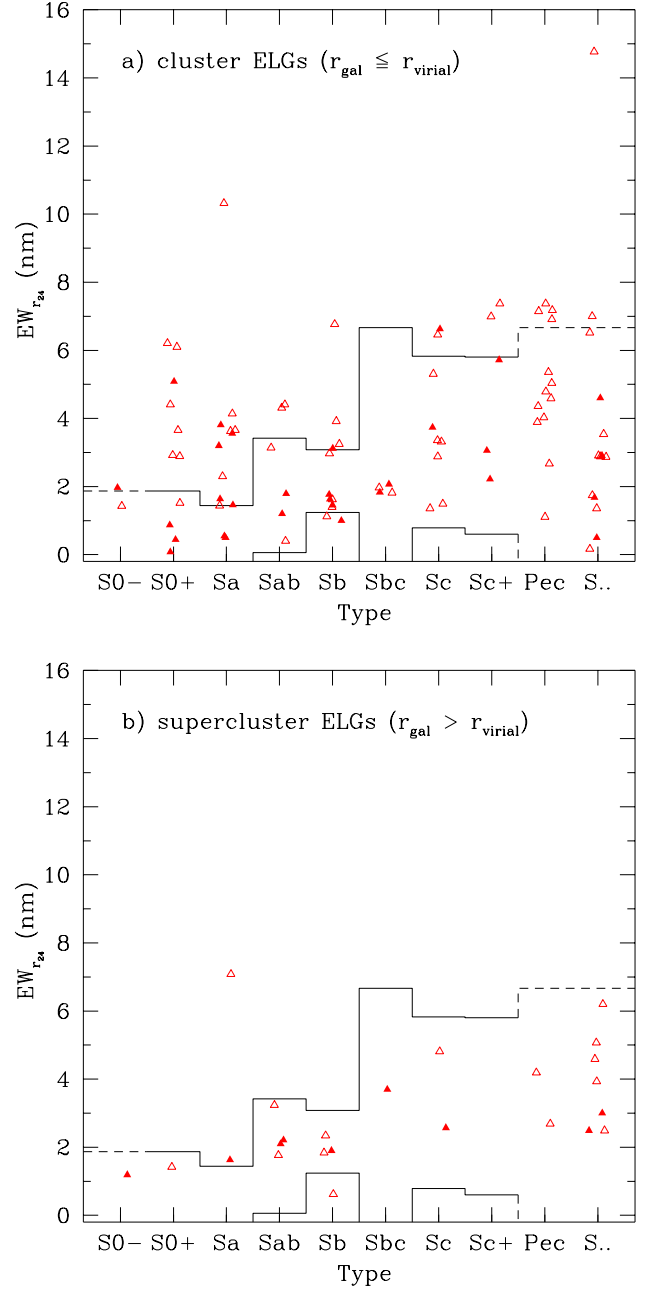 16
a) cluster ELGs (r_gal ≦ r_virial)
14
12
10
8
6
4
2
0
EW_r_24 (nm)
S0− S0+ Sa Sab Sb Sbc Sc Sc+ Pec S..
Type
16
b) supercluster ELGs (r_gal > r_virial)
14
12
10
8
6
4
2
0
EW_r_24 (nm)
S0− S0+ Sa Sab Sb Sbc Sc Sc+ Pec S..
Type